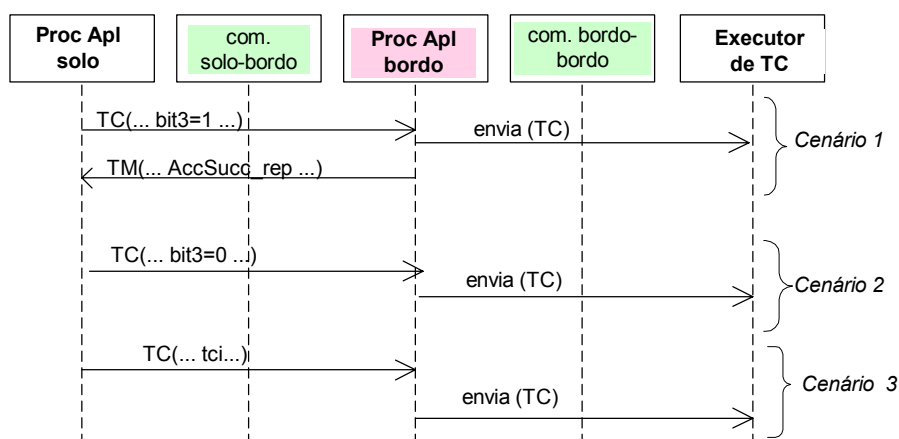 Proc Apl
solo
com.
solo-bordo
Proc Apl
bordo
com. bordo-
bordo
Executor
de TC
TC(... bit3=1 ...)
envia (TC)
Cenário 1
TM(... AccSucc_rep ...)
TC(... bit3=0 ...)
envia (TC)
Cenário 2
TC(... tci...)
Cenário 3
envia (TC)